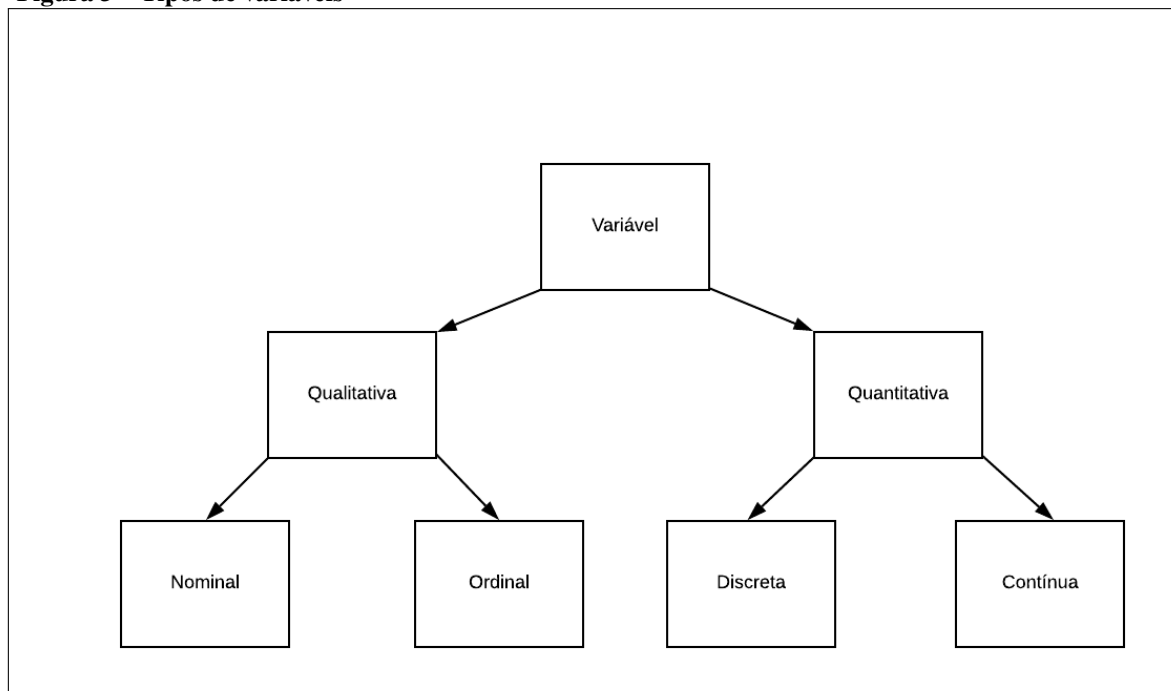 Variável
Qualitativa
Quantitativa
Nominal
Ordinal
Discreta
Contínua